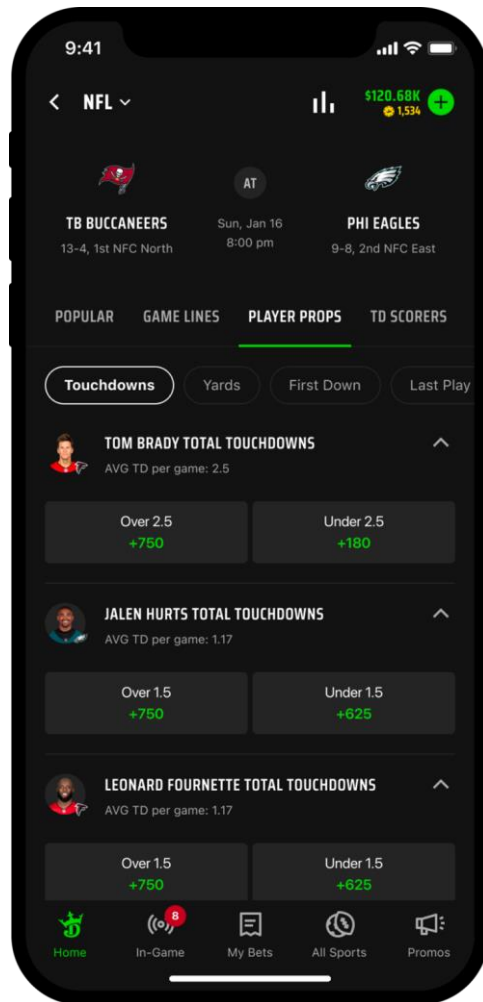 9:41
NFL
$120.68K
1,534
AT
TB BUCCANEERS
Sun, Jan 16
PHI EAGLES
13-4, 1st NFC North
8:00 pm
9-8, 2nd NFC East
POPULAR GAME LINES PLAYER PROPS TD SCORERS
Touchdowns Yards First Down Last Play
TOM BRADY TOTAL TOUCHDOWNS
AVG TD per game: 2.5
Over 2.5 Under 2.5
+750 +180
JALEN HURTS TOTAL TOUCHDOWNS
AVG TD per game: 1.17
Over 1.5 Under 1.5
+750 +625
LEONARD FOURNETTE TOTAL TOUCHDOWNS
AVG TD per game: 1.17
Over 1.5 Under 1.5
+750 +625
8
Home In-Game My Bets All Sports Promos